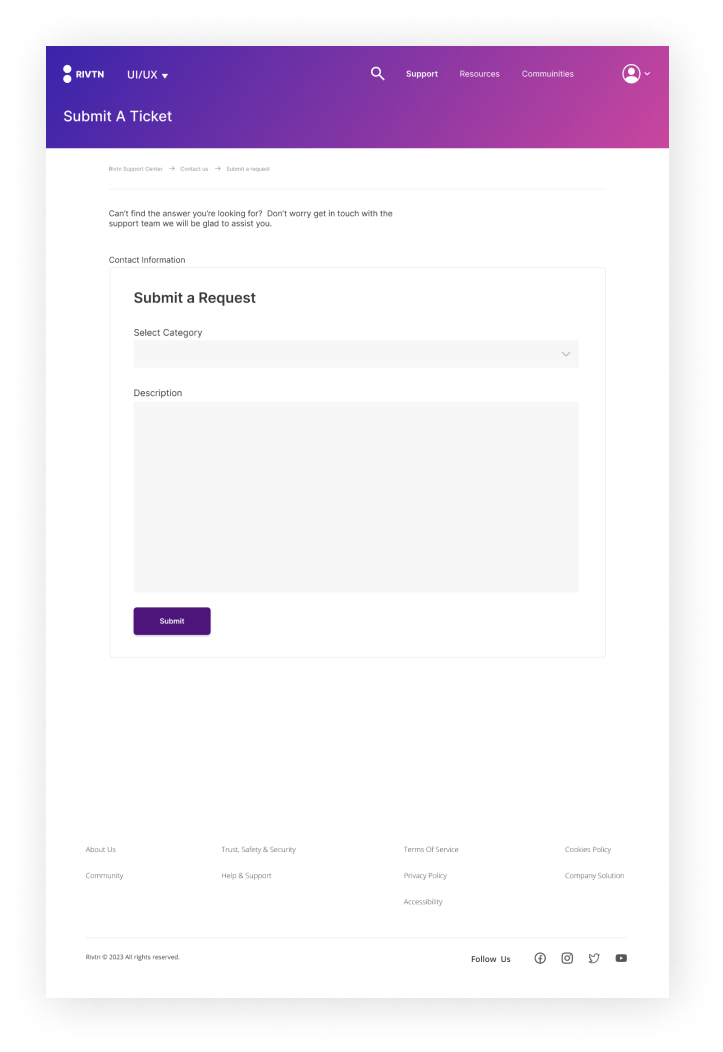 RIVTN UI/UX Support Resources Commuinities
Submit A Ticket
Rivtn Support Center → Contact us → Submit a request
Can't find the answer you're looking for? Don't worry get in touch with the
support team we will be glad to assist you.
Contact Information
Submit a Request
Select Category
Description
Submit
About Us Trust, Safety & Security Terms Of Service Cookies Policy
Community Help & Support Privacy Policy Company Solution
Accessibility
Rivtn © 2023 All rights reserved. Follow Us